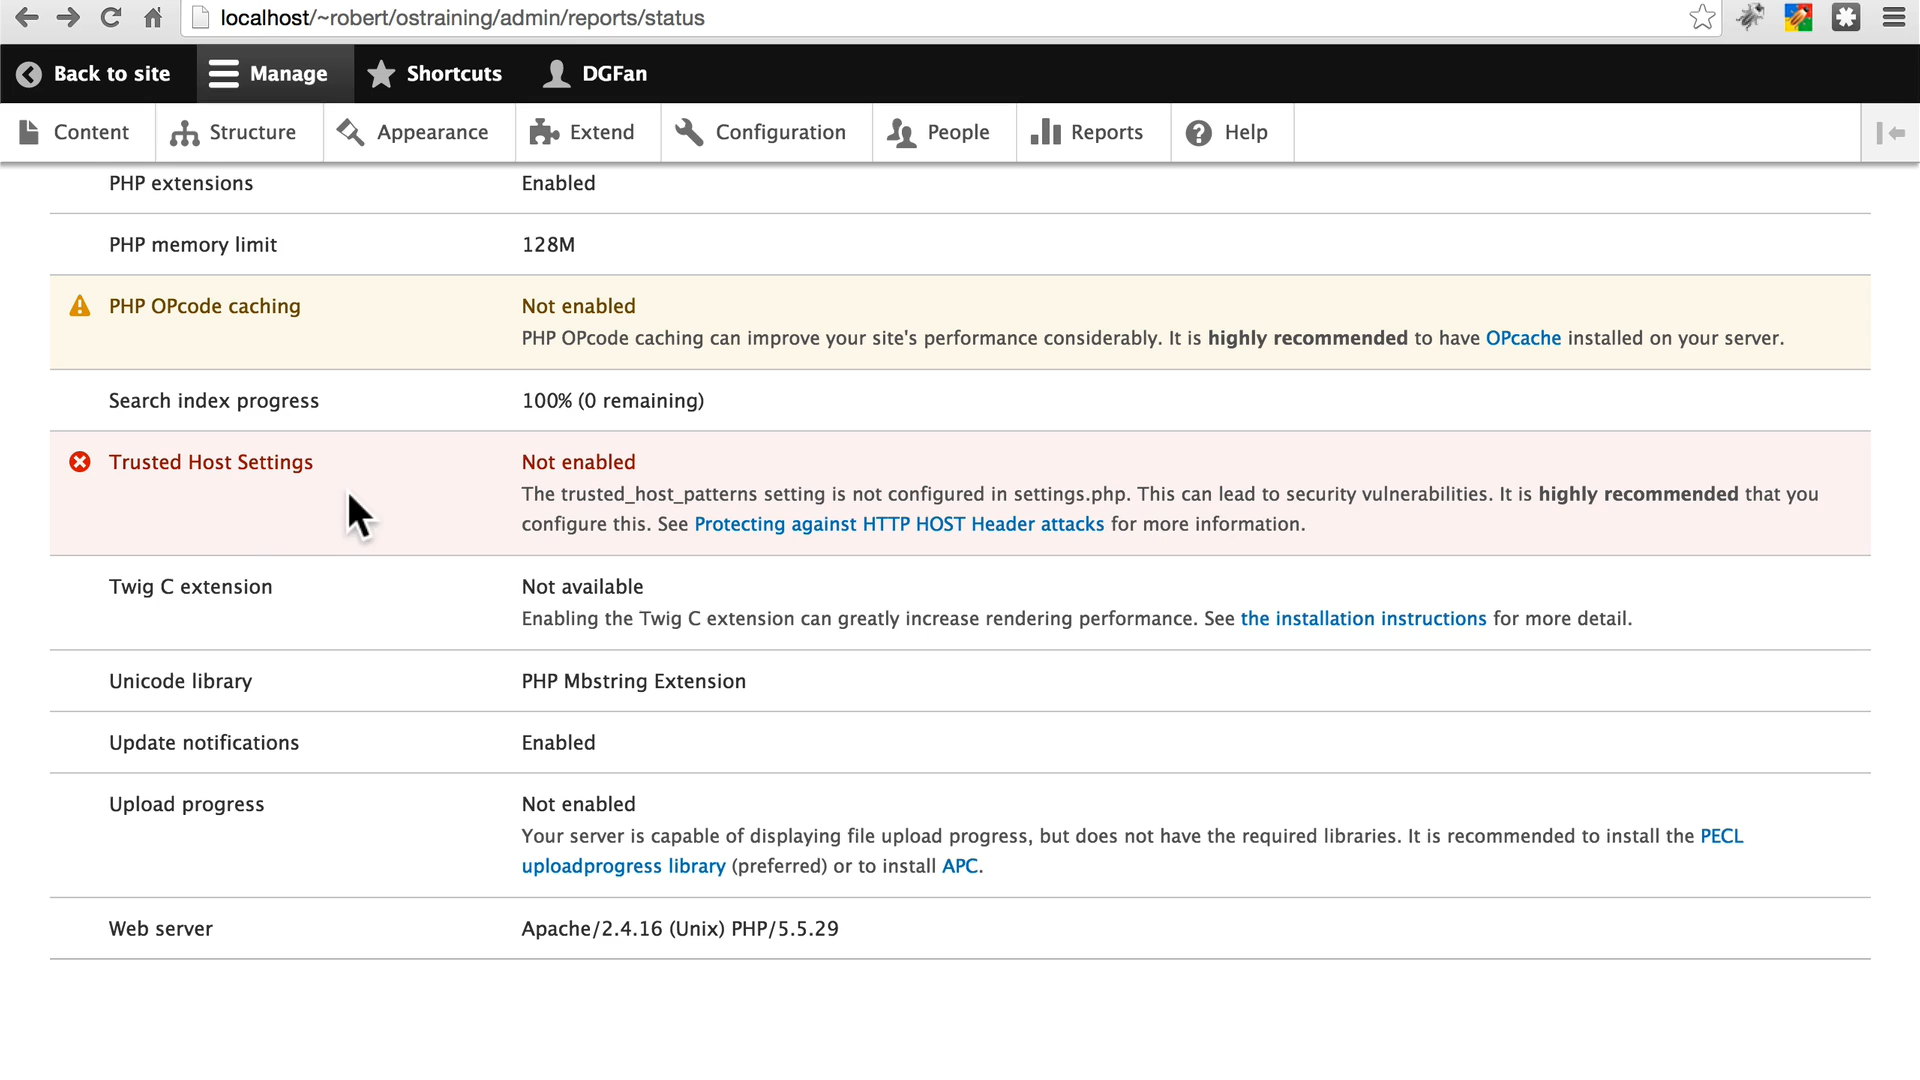 localhost/~robert/ostraining/admin/reports/status
Back to site Manage Shortcuts DGFan
Content Structure Appearance Extend Configuration People Reports Help
PHP extensions Enabled
PHP memory limit 128M
PHP OPcode caching Not enabled
PHP OPcode caching can improve your site's performance considerably. It is highly recommended to have OPcache installed on your server.
Search index progress 100% (0 remaining)
Trusted Host Settings Not enabled
The trusted_host_patterns setting is not configured in settings.php. This can lead to security vulnerabilities. It is highly recommended that you
configure this. See Protecting against HTTP HOST Header attacks for more information.
Twig C extension Not available
Enabling the Twig C extension can greatly increase rendering performance. See the installation instructions for more detail.
Unicode library PHP Mbstring Extension
Update notifications Enabled
Upload progress Not enabled
Your server is capable of displaying file upload progress, but does not have the required libraries. It is recommended to install the PECL
uploadprogress library (preferred) or to install APC.
Web server Apache/2.4.16 (Unix) PHP/5.5.29